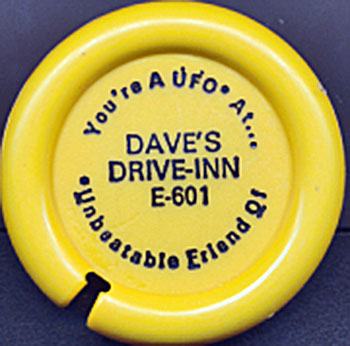 You're A UFO* At...
DAVE'S
DRIVE-INN
E-601
*Unbeatable Friend Of